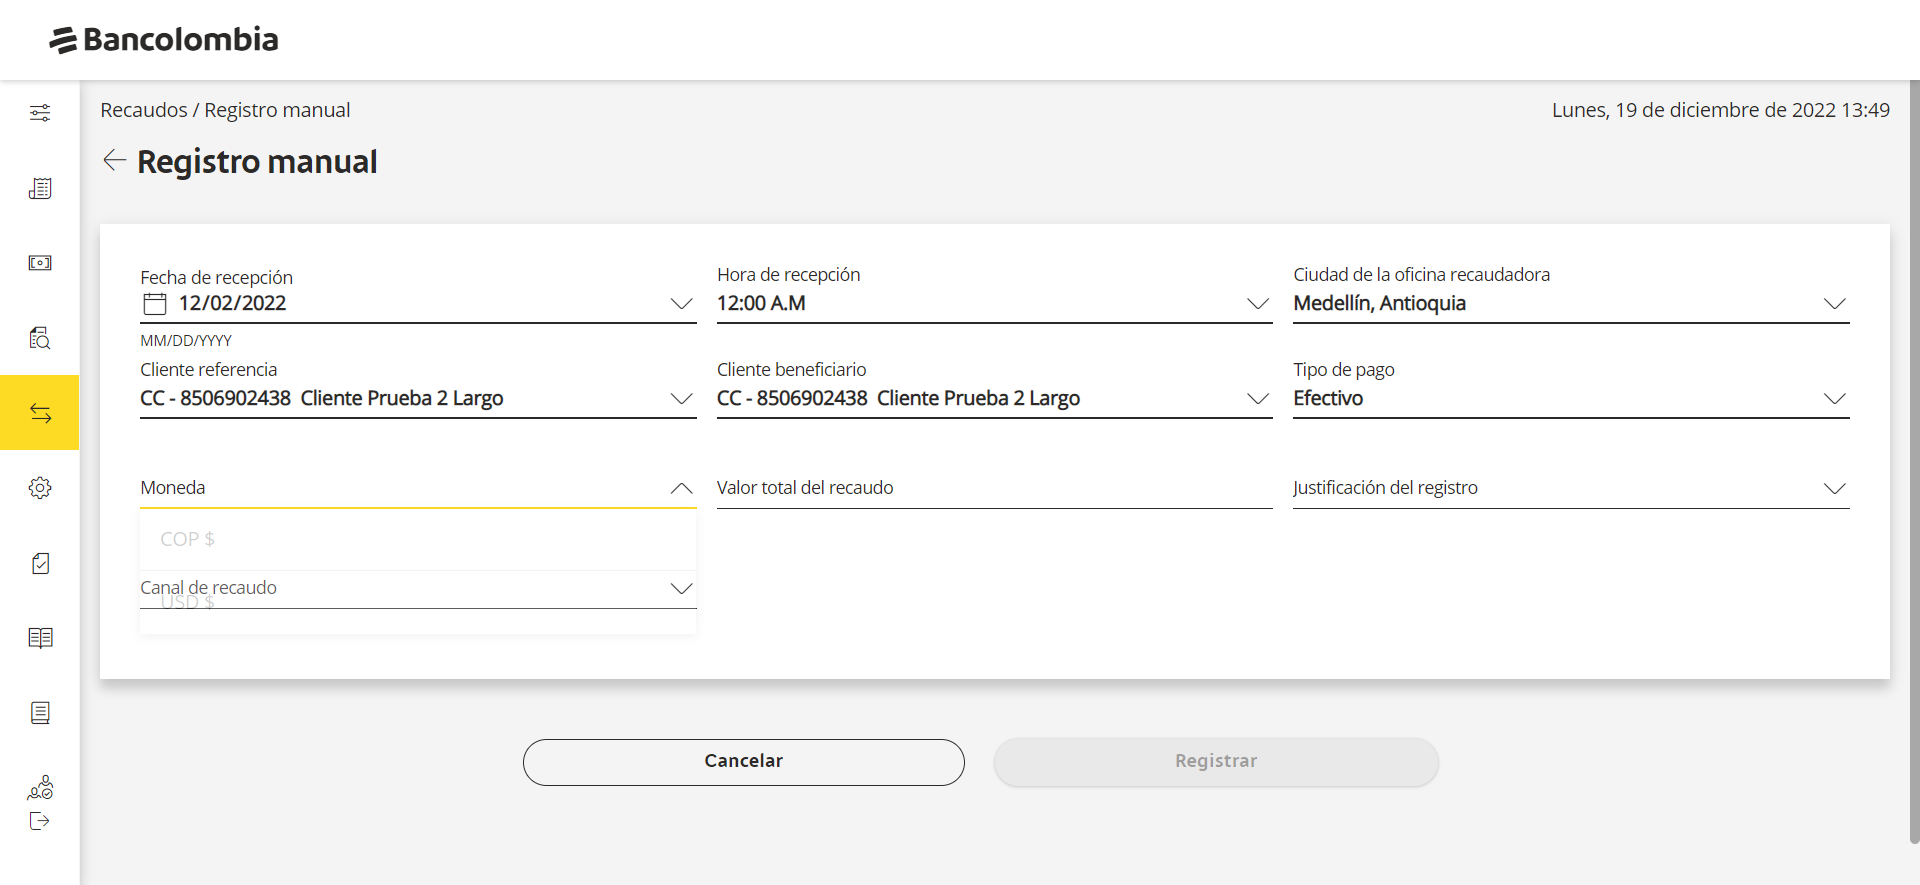 Bancolombia
Recaudos / Registro manual
Lunes, 19 de diciembre de 2022 13:49
Registro manual
Fecha de recepción
12/02/2022
MM/DD/YYYY
Hora de recepción
12:00 A.M
Ciudad de la oficina recaudadora
Medellín, Antioquia
Cliente referencia
CC - 8506902438 Cliente Prueba 2 Largo
Cliente beneficiario
CC - 8506902438 Cliente Prueba 2 Largo
Tipo de pago
Efectivo
Moneda
COP $
USD $
Valor total del recaudo
Justificación del registro
Canal de recaudo
Cancelar
Registrar